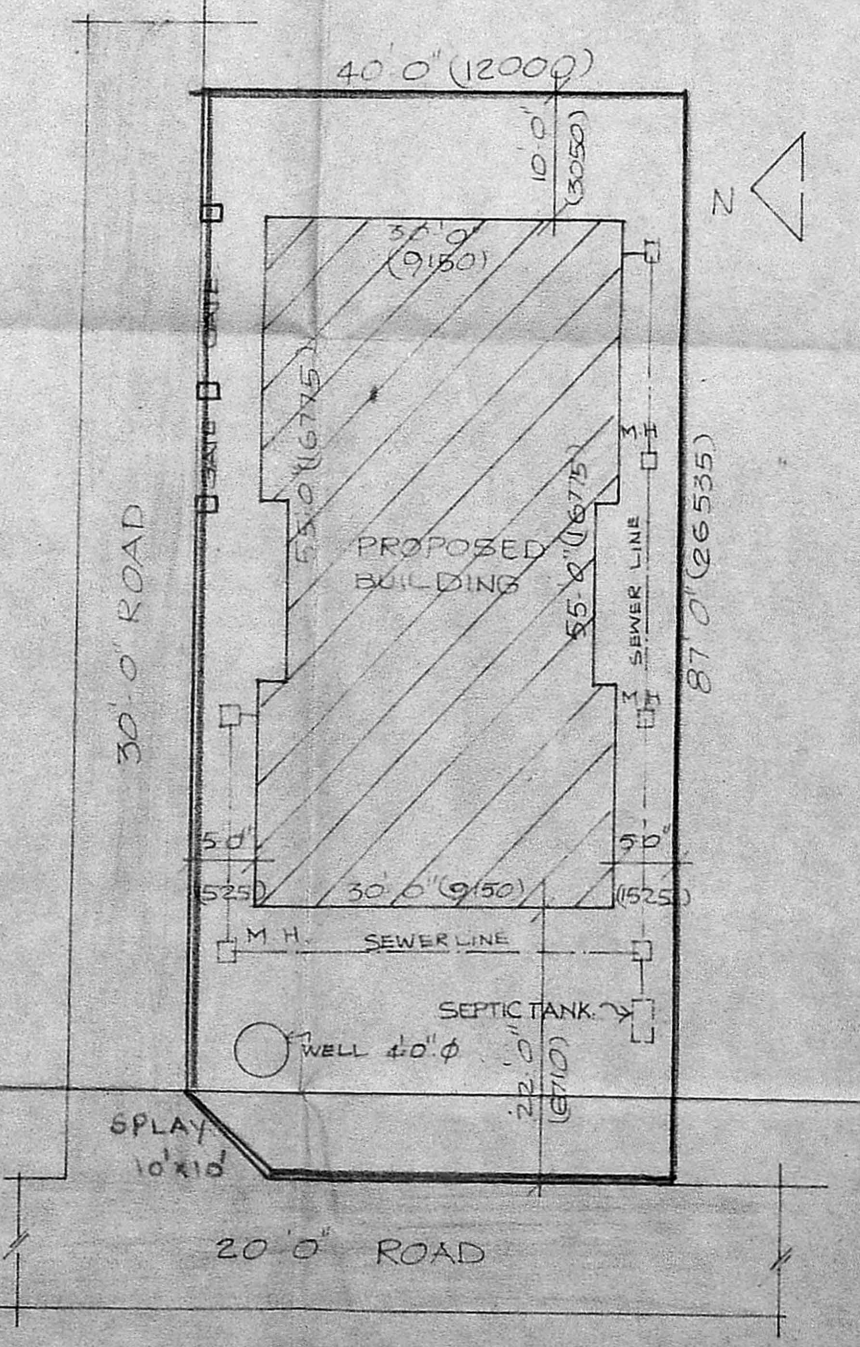 40'-0" (12000)
10'-0"
(3050)
N
30'-0"
(9150)
GATE
GATE
55'-0" (16775)
M H
PROPOSED
BUILDING
55'-0" (16775)
SEWER LINE
87'-0" (26535)
30'-0" ROAD
M H
5'-0"
5'-0"
(1525)
30'-0" (9150)
(1525)
M.H.
SEWER LINE
SEPTIC TANK
WELL 4'-0" Φ
22'-0"
(6710)
SPLAY
10'x10'
20'-0" ROAD